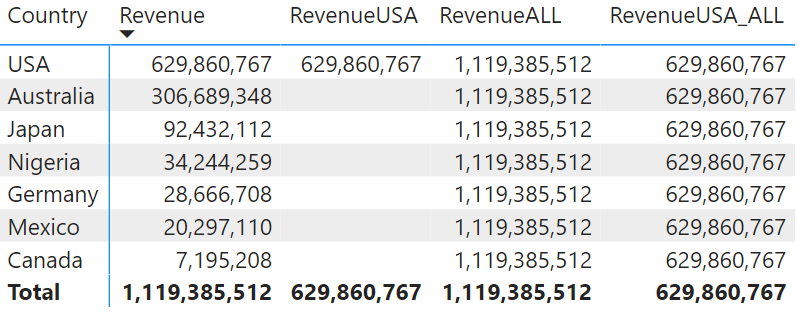 Country Revenue RevenueUSA RevenueALL RevenueUSA_ALL
USA 629,860,767 629,860,767 1,119,385,512 629,860,767
Australia 306,689,348 1,119,385,512 629,860,767
Japan 92,432,112 1,119,385,512 629,860,767
Nigeria 34,244,259 1,119,385,512 629,860,767
Germany 28,666,708 1,119,385,512 629,860,767
Mexico 20,297,110 1,119,385,512 629,860,767
Canada 7,195,208 1,119,385,512 629,860,767
Total 1,119,385,512 629,860,767 1,119,385,512 629,860,767